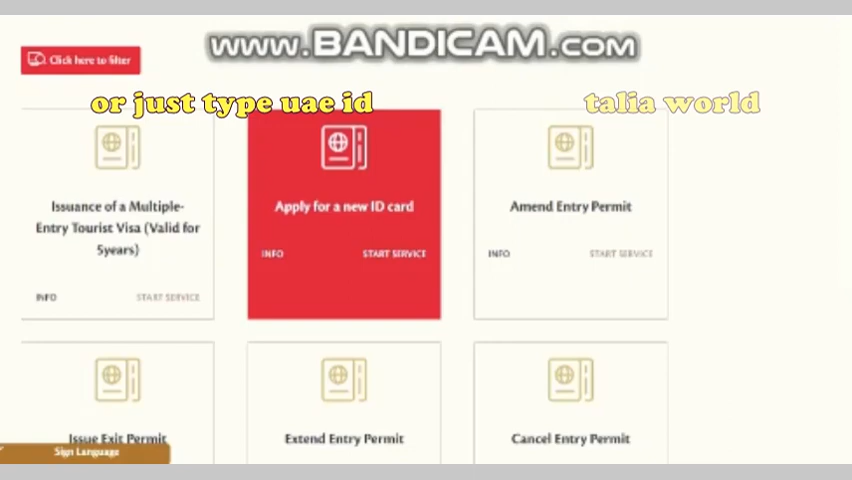 www.BANDICAM.com
Click here to filter
or just type uae id
talia world
Issuance of a Multiple-
Entry Tourist Visa (Valid for
5years)
INFO
START SERVICE
Apply for a new ID card
INFO
START SERVICE
Amend Entry Permit
INFO
START SERVICE
Issue Exit Permit
Extend Entry Permit
Cancel Entry Permit
Sign Language